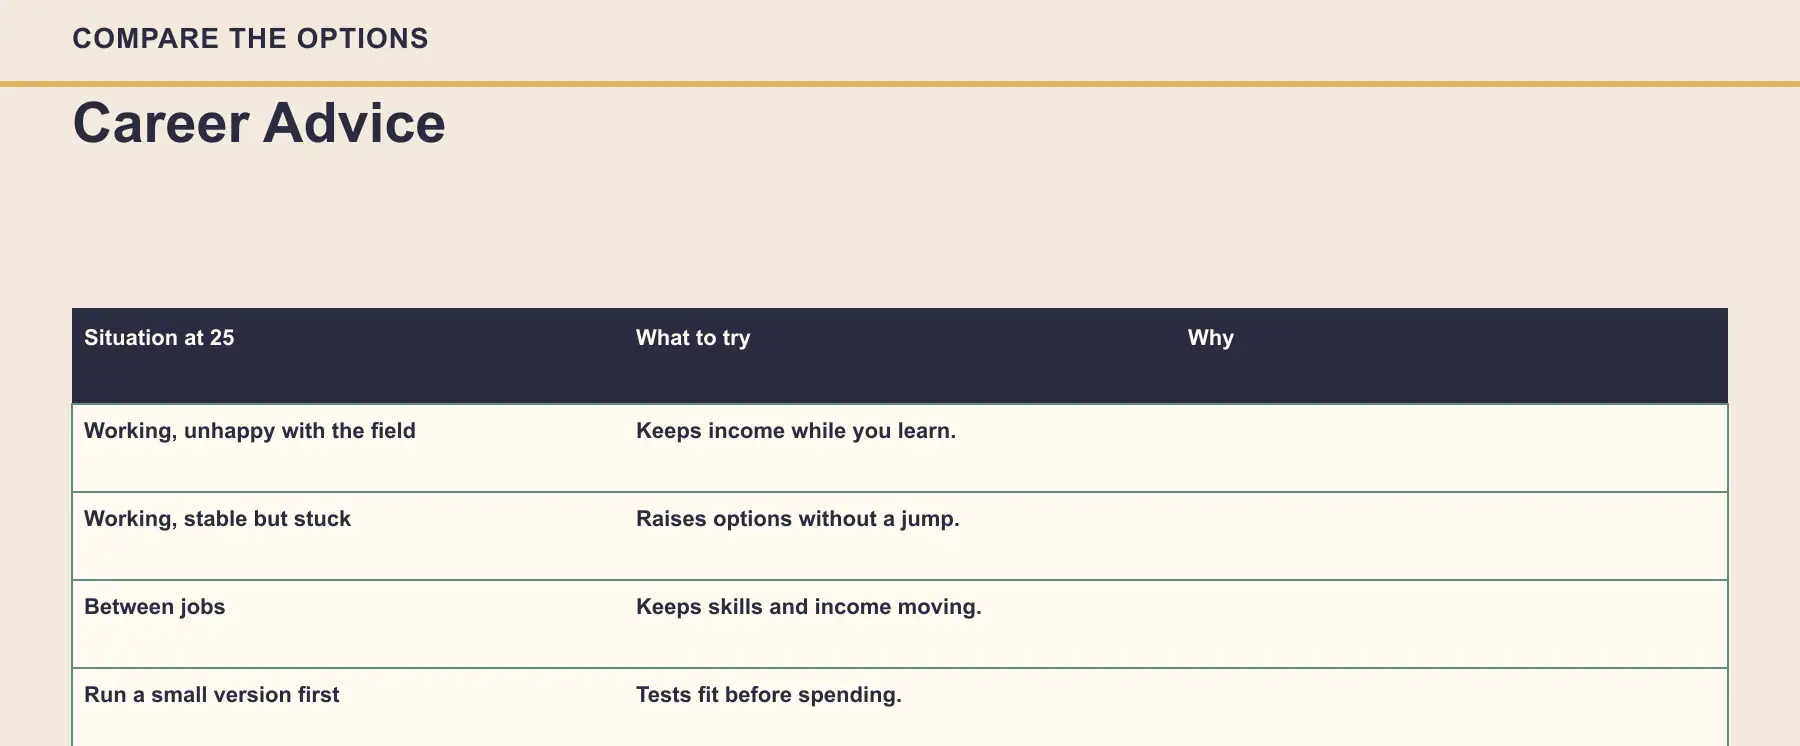 COMPARE THE OPTIONS
Career Advice
Situation at 25 What to try Why
Working, unhappy with the field Keeps income while you learn.
Working, stable but stuck Raises options without a jump.
Between jobs Keeps skills and income moving.
Run a small version first Tests fit before spending.